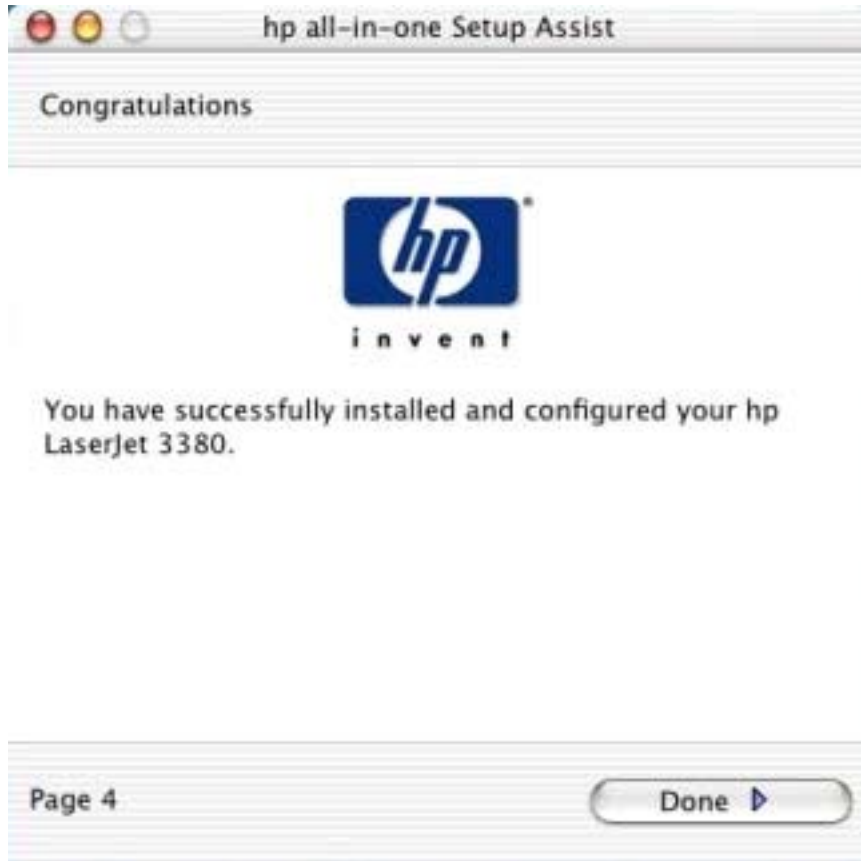 hp all-in-one Setup Assist
Congratulations
hp
invent
You have successfully installed and configured your hp
LaserJet 3380.
Page 4
Done